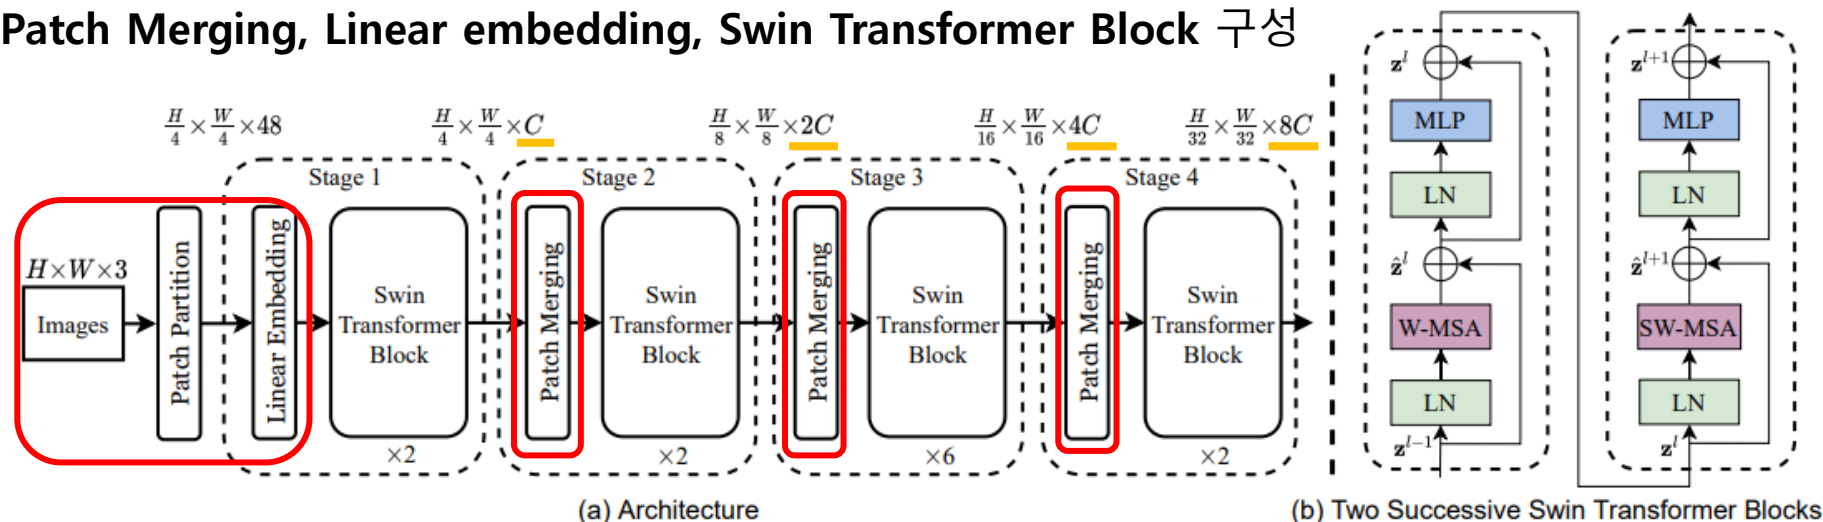 Patch Merging, Linear embedding, Swin Transformer Block 구성
H/4 × W/4 × 48
H/4 × W/4 × C
H/8 × W/8 × 2C
H/16 × W/16 × 4C
H/32 × W/32 × 8C
Stage 1
Stage 2
Stage 3
Stage 4
H×W×3
Images
Patch Partition
Linear Embedding
Swin
Transformer
Block
×2
Patch Merging
Swin
Transformer
Block
×2
Patch Merging
Swin
Transformer
Block
×6
Patch Merging
Swin
Transformer
Block
×2
(a) Architecture
z^l
MLP
LN
ẑ^l
W-MSA
LN
z^{l-1}
z^{l+1}
MLP
LN
ẑ^{l+1}
SW-MSA
LN
z^l
(b) Two Successive Swin Transformer Blocks